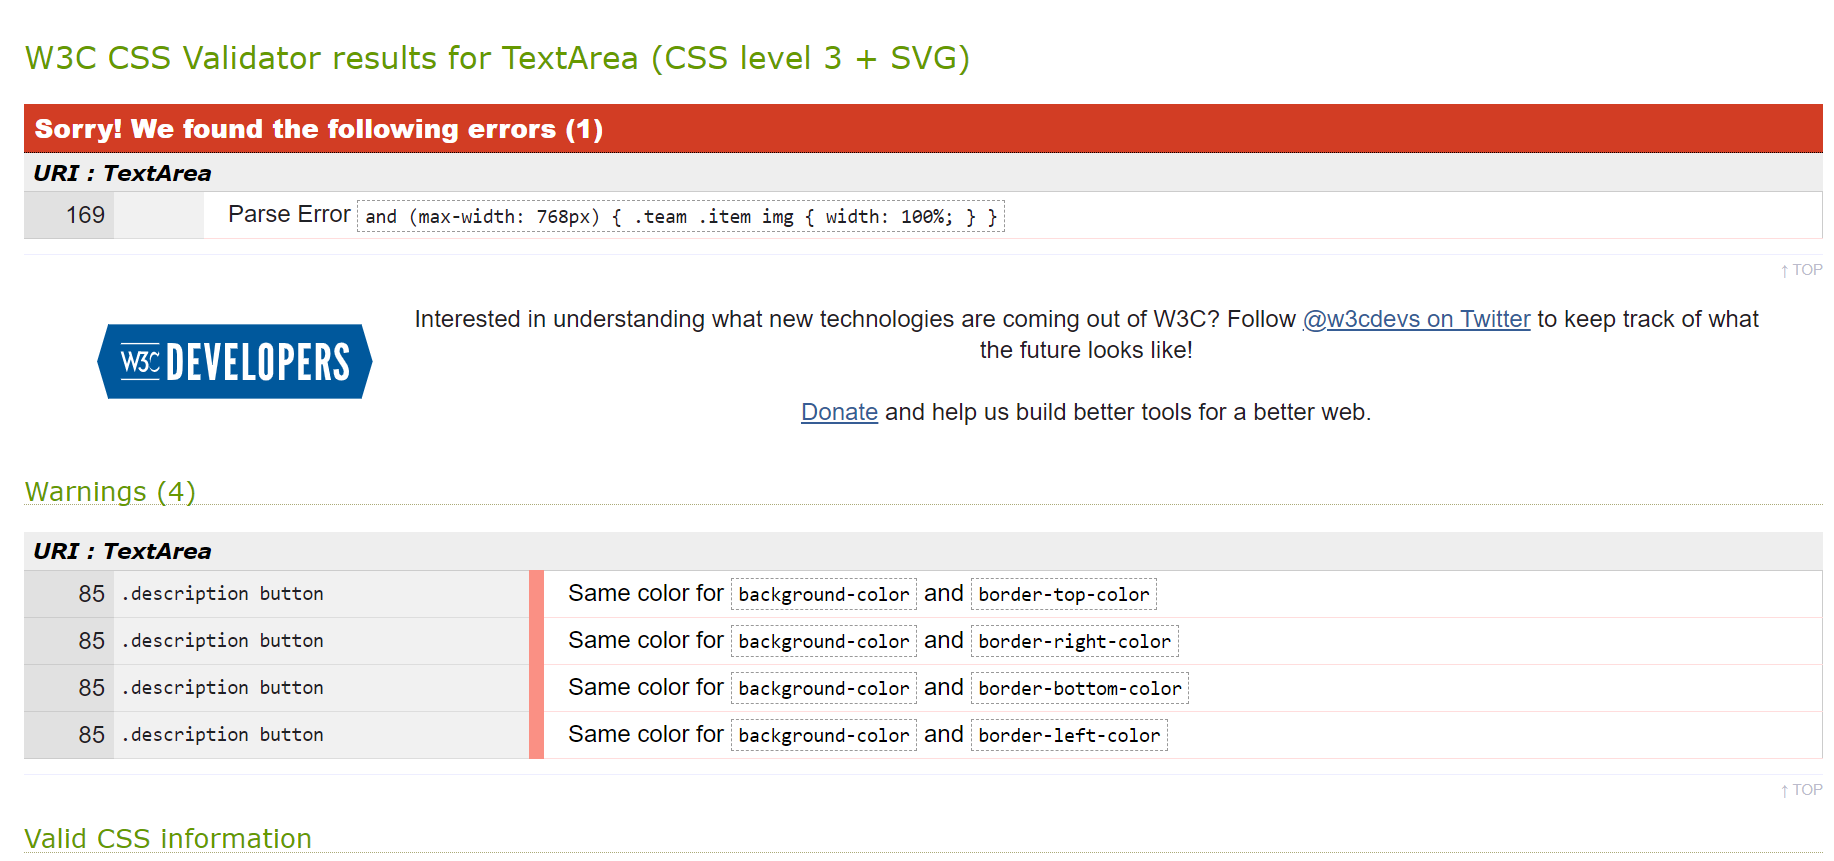 W3C CSS Validator results for TextArea (CSS level 3 + SVG)
Sorry! We found the following errors (1)
URI : TextArea
169 Parse Error and (max-width: 768px) { .team .item img { width: 100%; } }
↑ TOP
Interested in understanding what new technologies are coming out of W3C? Follow @w3cdevs on Twitter to keep track of what
the future looks like!
W3C DEVELOPERS
Donate and help us build better tools for a better web.
Warnings (4)
URI : TextArea
85 .description button Same color for background-color and border-top-color
85 .description button Same color for background-color and border-right-color
85 .description button Same color for background-color and border-bottom-color
85 .description button Same color for background-color and border-left-color
↑ TOP
Valid CSS information